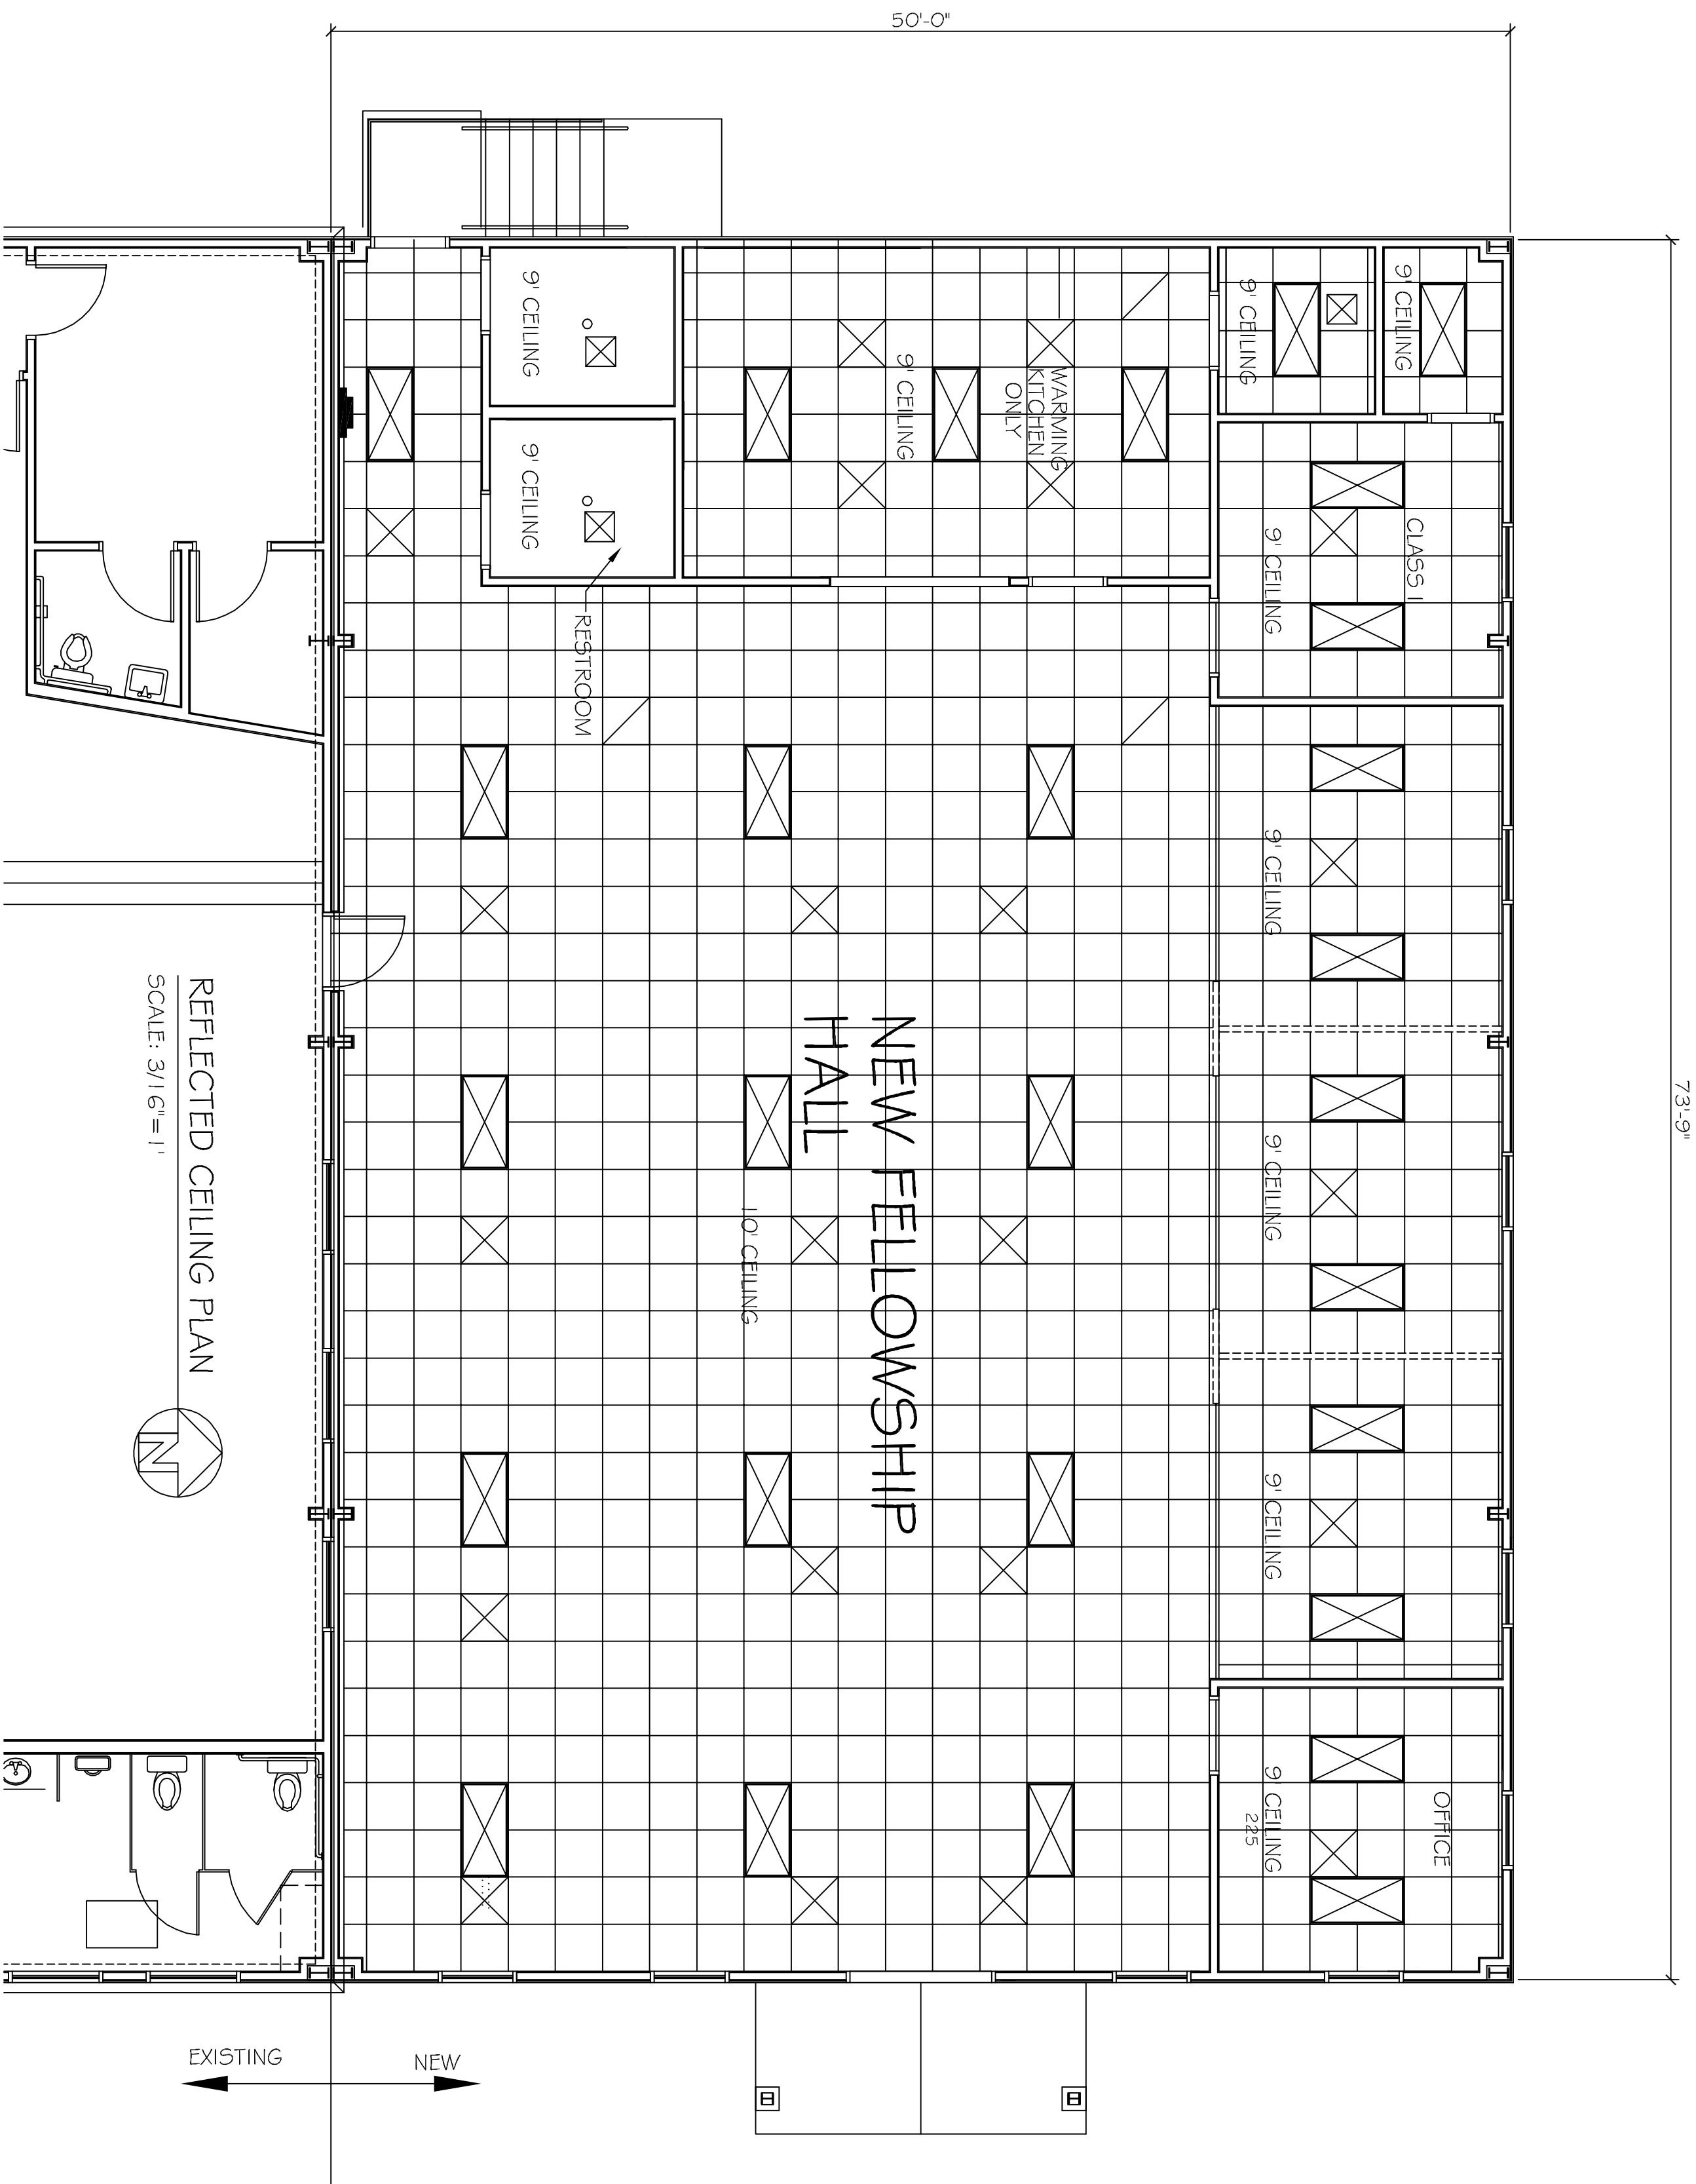 50'-0"
73'-9"
9' CEILING
9' CEILING
9' CEILING
9' CEILING
9' CEILING
WARMING
KITCHEN
ONLY
CLASS I
9' CEILING
RESTROOM
9' CEILING
9' CEILING
9' CEILING
NEW FELLOWSHIP
HALL
10' CEILING
OFFICE
9' CEILING
225
REFLECTED CEILING PLAN
SCALE: 3/16"= 1'
N
EXISTING
NEW